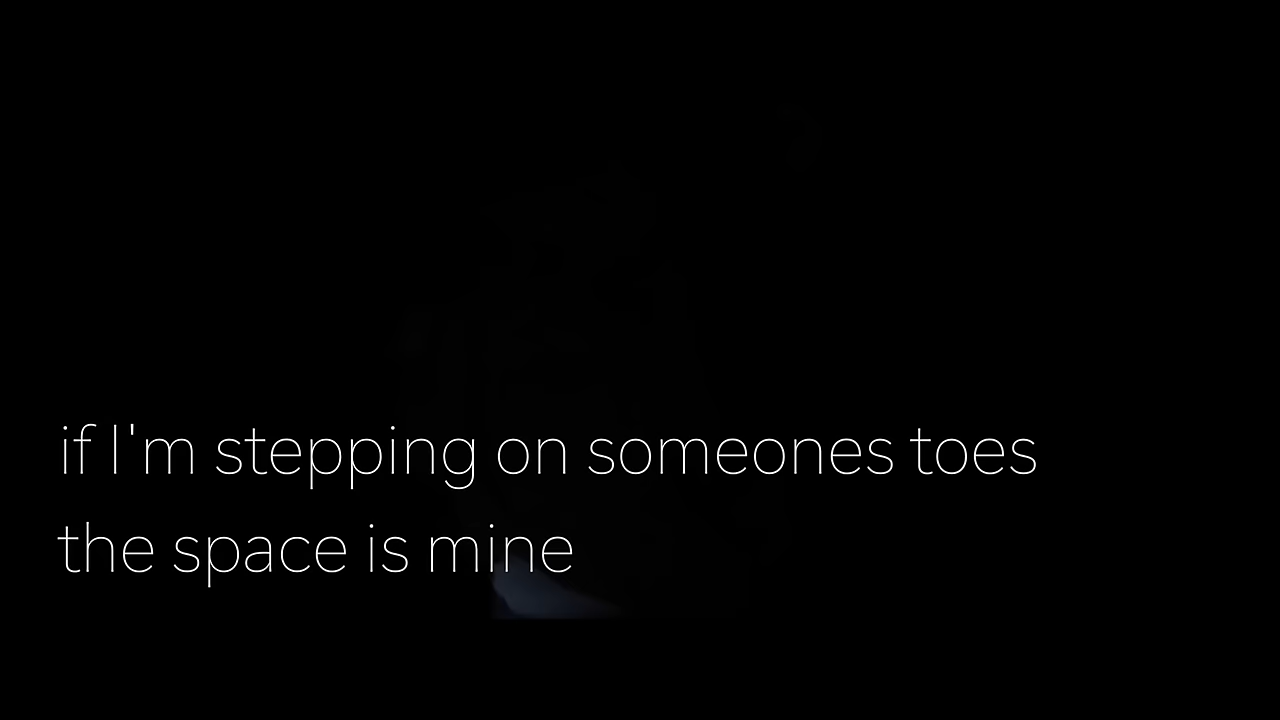 if I'm stepping on someones toes
the space is mine